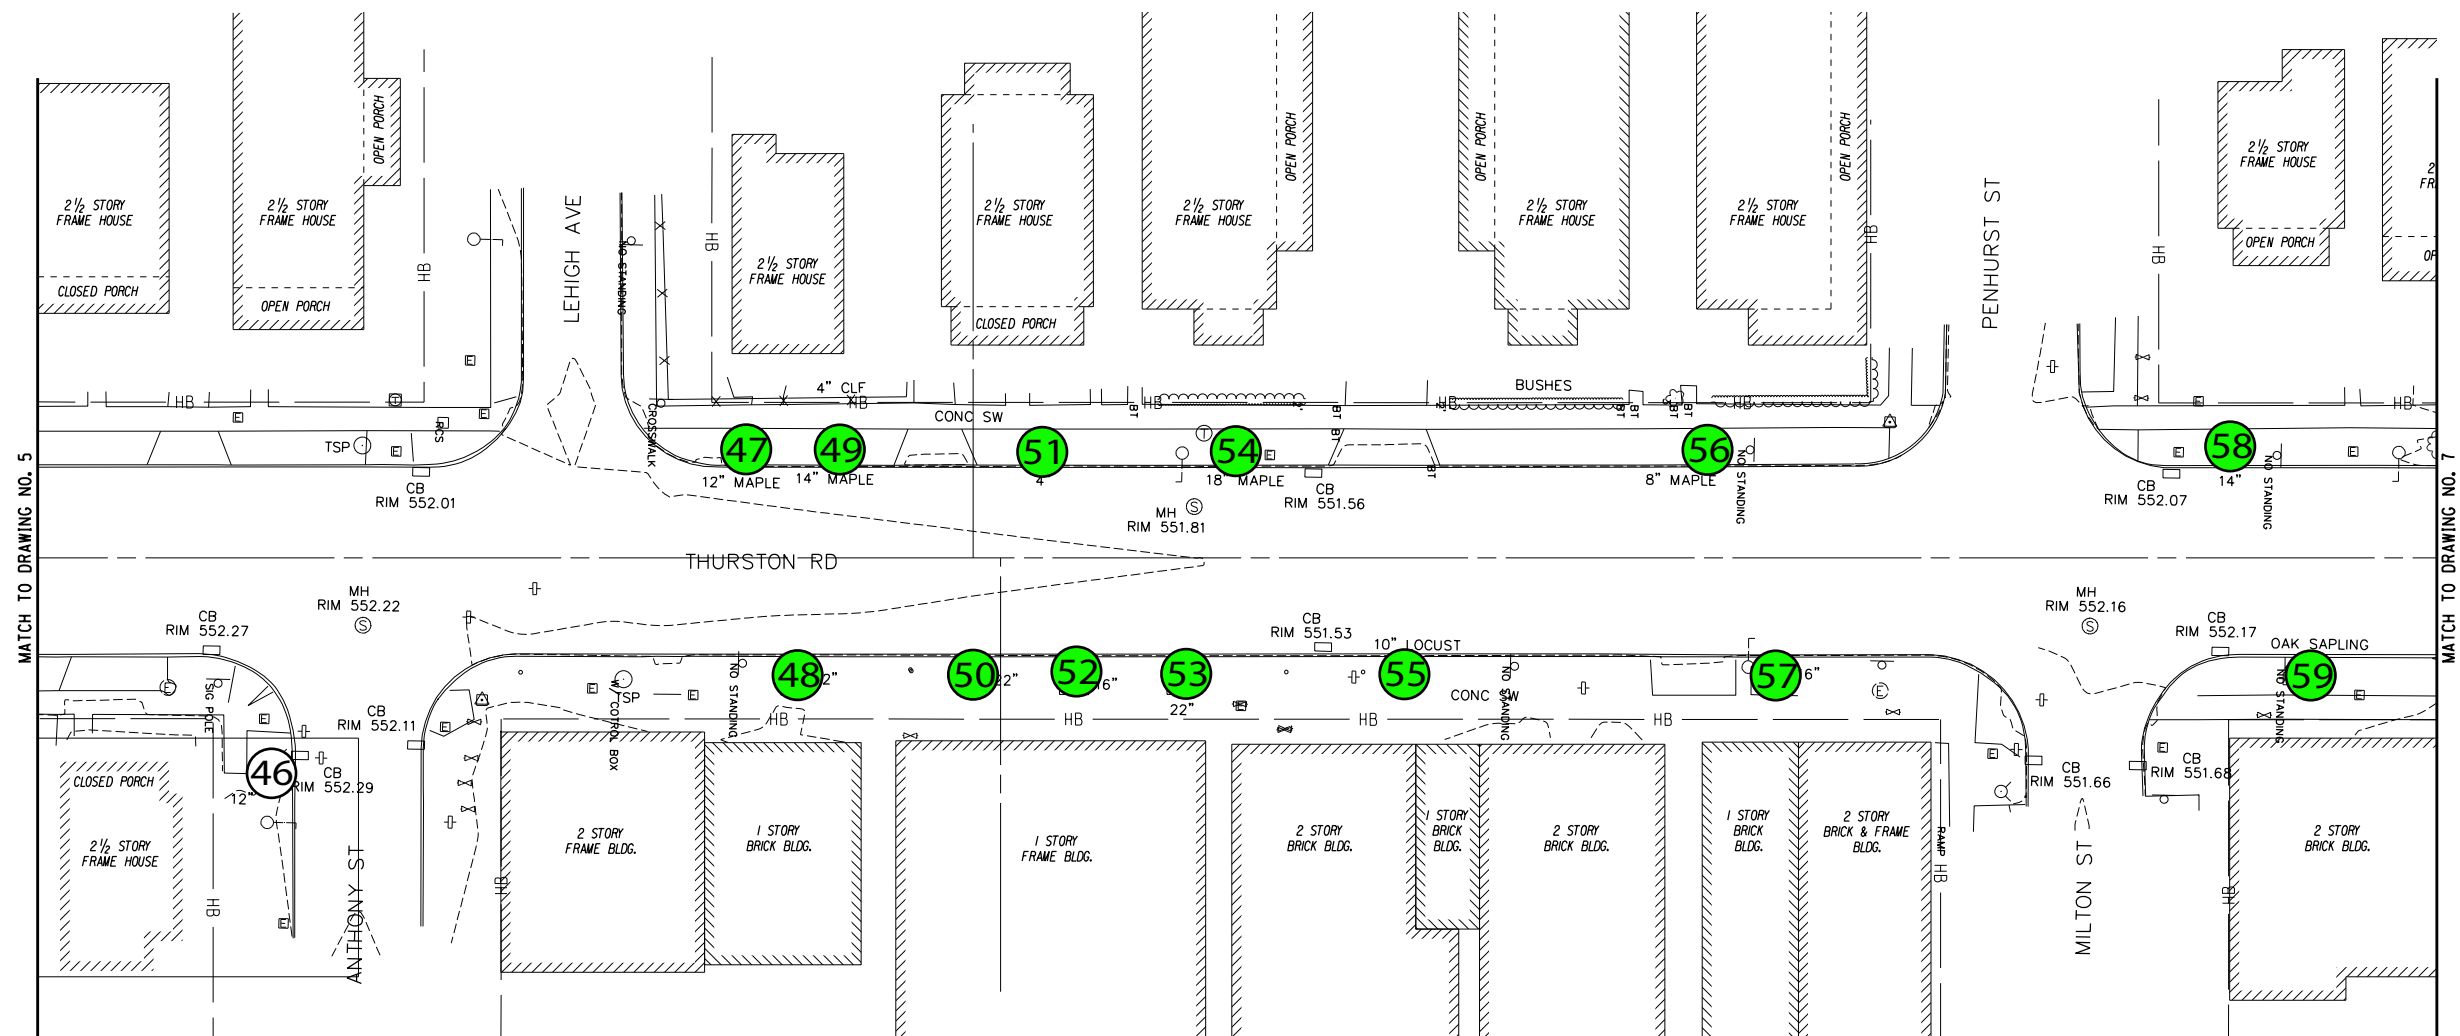 2½ STORY
FRAME HOUSE
CLOSED PORCH
2½ STORY
FRAME HOUSE
OPEN PORCH
OPEN PORCH
HB
LEHIGH AVE
NO STANDING
HB
2½ STORY
FRAME HOUSE
2½ STORY
FRAME HOUSE
CLOSED PORCH
2½ STORY
FRAME HOUSE
OPEN PORCH
OPEN PORCH
2½ STORY
FRAME HOUSE
2½ STORY
FRAME HOUSE
OPEN PORCH
HB
PENHURST ST
HB
2½ STORY
FRAME HOUSE
OPEN PORCH
2
FR
OP
HB
4" CLF
HB
CONC SW
BT
HB
BT
BT
HB
BUSHES
BT
BT
BT
BT
HB
HB
E
E
T
E
E
RCS
TSP
E
CROSSWALK
47
49
51
T
54
E
BT
BT
56
NO STANDING
E
E
58
NO STANDING
E
CB
RIM 552.01
12" MAPLE
14" MAPLE
4"
18" MAPLE
MH
RIM 551.81
S
CB
RIM 551.56
8" MAPLE
CB
RIM 552.07
14"
MATCH TO DRAWING NO. 5
MATCH TO DRAWING NO. 7
THURSTON RD
MH
RIM 552.22
S
CB
RIM 552.27
CB
RIM 551.53
10" LOCUST
MH
RIM 552.16
S
CB
RIM 552.17
OAK SAPLING
E
SIG POLE
E
CB
RIM 552.11
E
E
TSP
W/ COTROL BOX
E
NO STANDING
48
2"
50
22"
52
16"
53
22"
E
55
CONC SW
NO STANDING
57
6"
E
59
NO STANDING
E
HB
HB
HB
HB
46
12"
CB
RIM 552.29
E
CB
RIM 551.66
E
CB
RIM 551.68
CLOSED PORCH
2½ STORY
FRAME HOUSE
HB
E
ANTHONY ST
HB
2 STORY
FRAME BLDG.
1 STORY
BRICK BLDG.
1 STORY
FRAME BLDG.
2 STORY
BRICK BLDG.
1 STORY
BRICK
BLDG.
2 STORY
BRICK BLDG.
1 STORY
BRICK
BLDG.
2 STORY
BRICK & FRAME
BLDG.
RAMP
HB
MILTON ST
HB
2 STORY
BRICK BLDG.